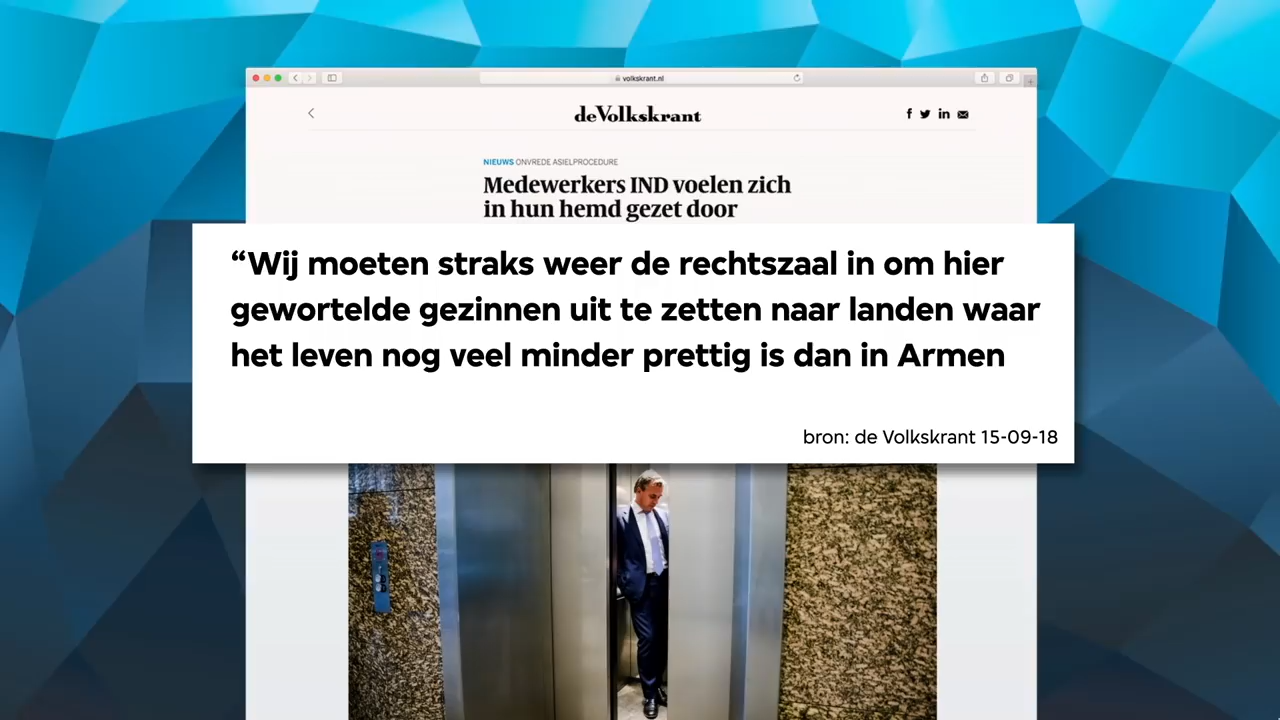 volkskrant.nl
deVolkskrant
NIEUWS ONVREDE ASIELPROCEDURE
Medewerkers IND voelen zich
in hun hemd gezet door
“Wij moeten straks weer de rechtszaal in om hier
gewortelde gezinnen uit te zetten naar landen waar
het leven nog veel minder prettig is dan in Armen
bron: de Volkskrant 15-09-18